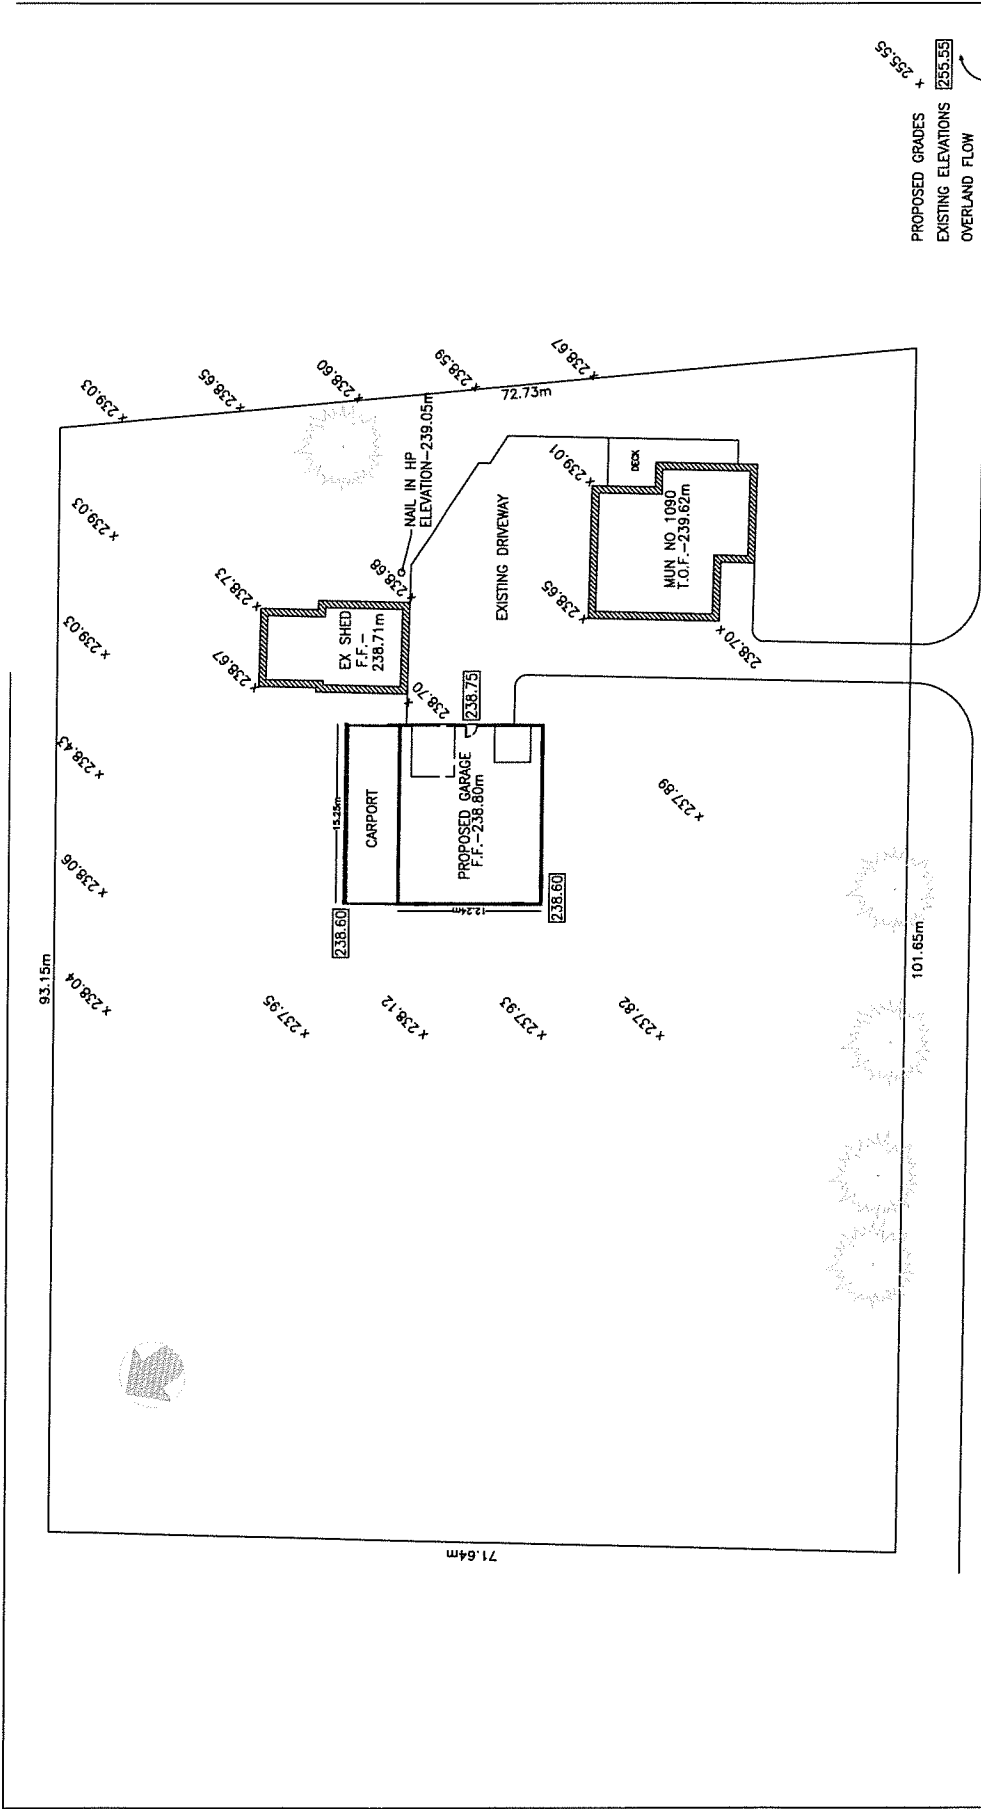 + 255.55
PROPOSED GRADES
EXISTING ELEVATIONS 255.55
OVERLAND FLOW
x 239.03
x 238.65
x 238.60
x 238.59
x 238.67
72.73m
x 239.03
NAIL IN HP
ELEVATION-239.05m
x 239.01
DECK
x 238.73
x 238.68
EXISTING DRIVEWAY
MUN NO 1090
T.O.F.-239.62m
x 239.03
EX SHED
F.F.-
238.71m
x 238.65
x 238.67
238.70 x
x 238.70
238.75
x 238.43
15.25m
CARPORT
PROPOSED GARAGE
F.F.-238.80m
x 237.89
x 238.06
12.24m
238.60
238.60
93.15m
101.65m
x 238.04
x 237.95
x 238.12
x 237.93
x 237.82
71.64m